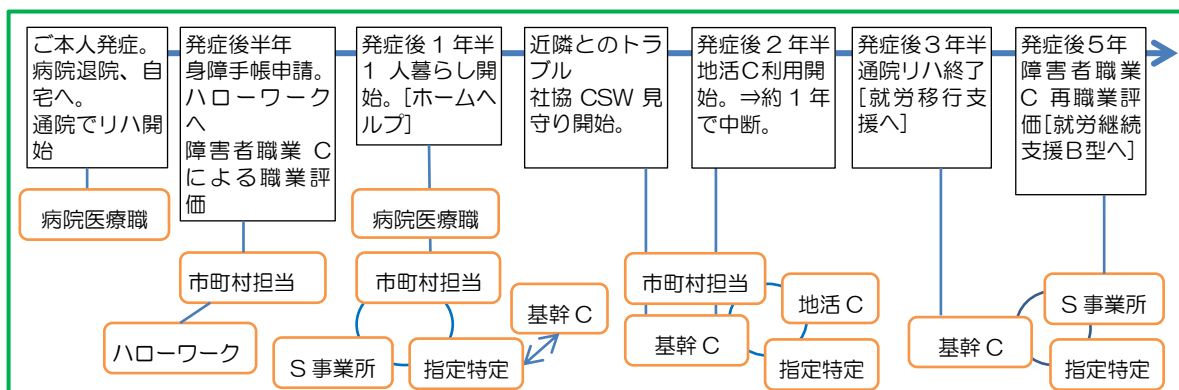 ご本人発症。
病院退院、自
宅へ。
通院でリハ開
始
発症後半年
身障手帳申請。
ハローワーク
へ
障害者職業 C
による職業評
価
発症後１年半
１ 人暮らし開
始。[ホームヘ
ルプ]
近隣とのトラ
ブル
社協 CSW 見
守り開始。
発症後２年半
地活Ｃ利用開
始。⇒約１年
で中断。
発症後３年半
通院リハ終了
[就労移行支
援へ]
発症後５年
障害者職業
C 再職業評
価[就労継続
支援Ｂ型へ]
病院医療職
病院医療職
市町村担当
市町村担当
市町村担当
ハローワーク
Ｓ事業所
指定特定
基幹Ｃ
基幹Ｃ
地活Ｃ
指定特定
基幹Ｃ
Ｓ事業所
指定特定